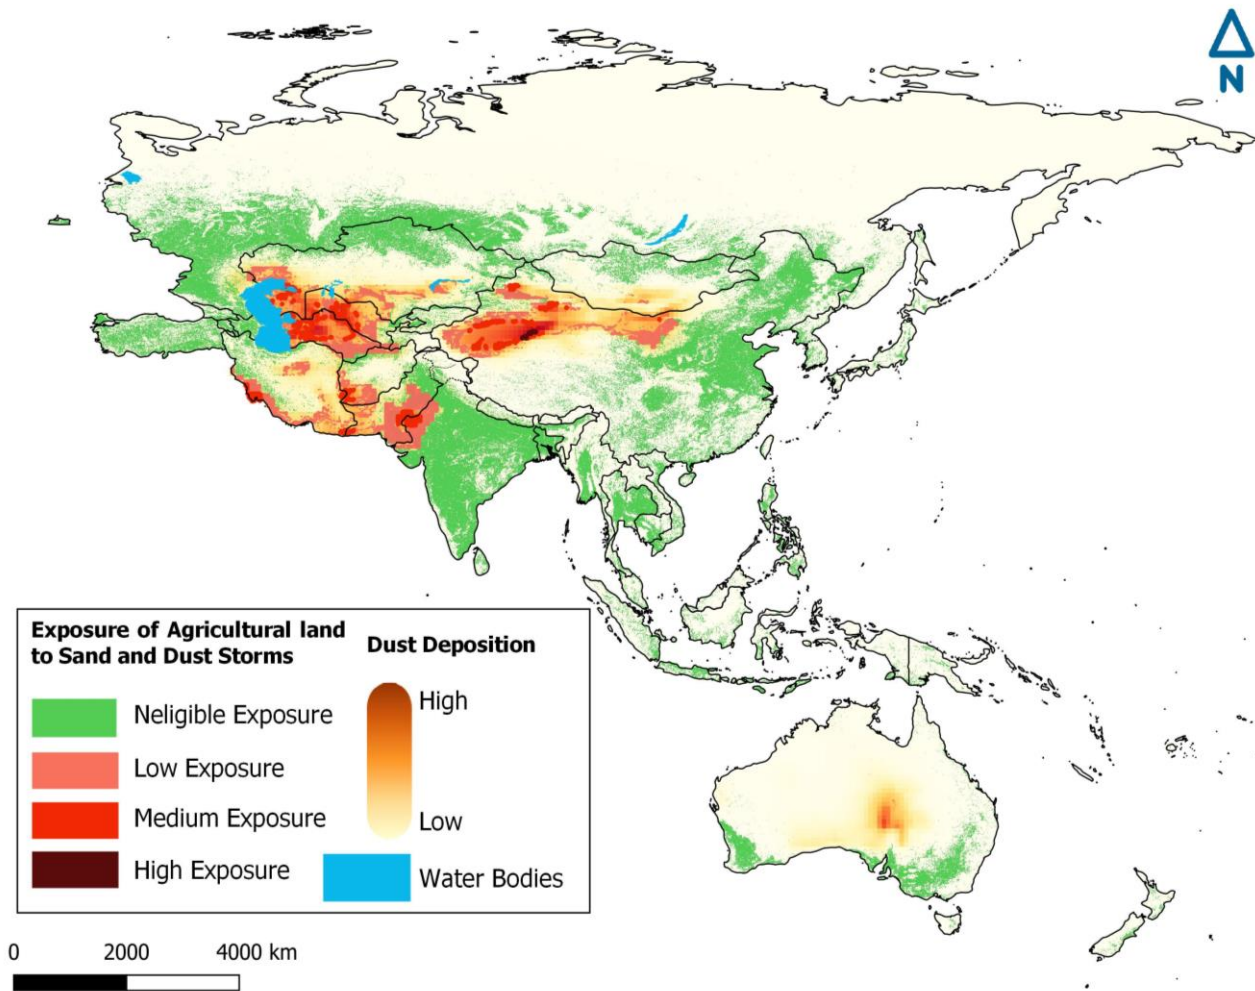 N
Exposure of Agricultural land
to Sand and Dust Storms
Neligible Exposure
Low Exposure
Medium Exposure
High Exposure
Dust Deposition
High
Low
Water Bodies
0 2000 4000 km